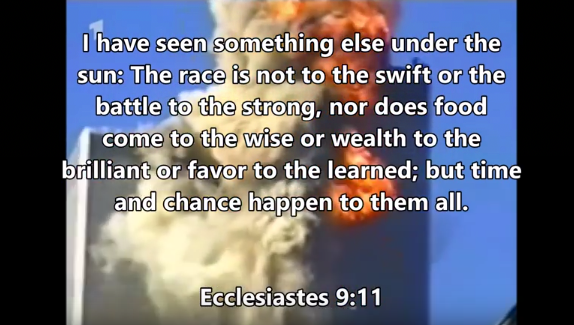 I have seen something else under the
sun: The race is not to the swift or the
battle to the strong, nor does food
come to the wise or wealth to the
brilliant or favor to the learned; but time
and chance happen to them all.
Ecclesiastes 9:11